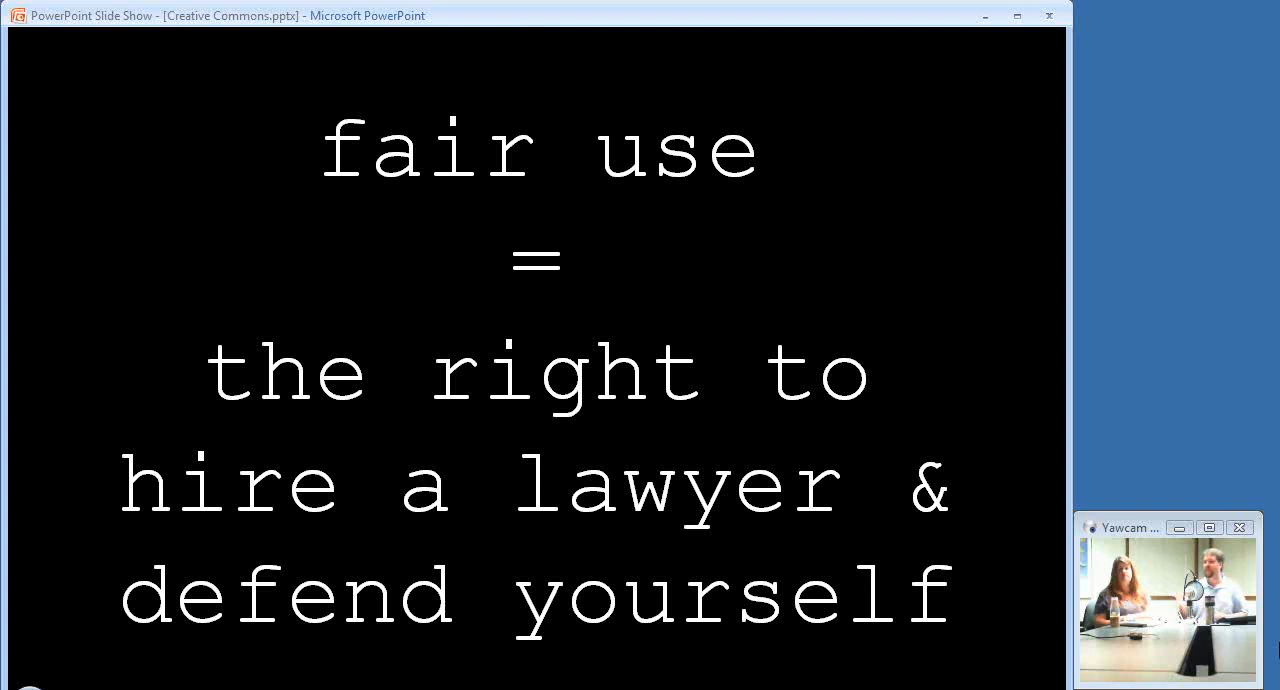 PowerPoint Slide Show - [Creative Commons.pptx] - Microsoft PowerPoint
fair use
=
the right to
hire a lawyer &
defend yourself
Yawcam ...